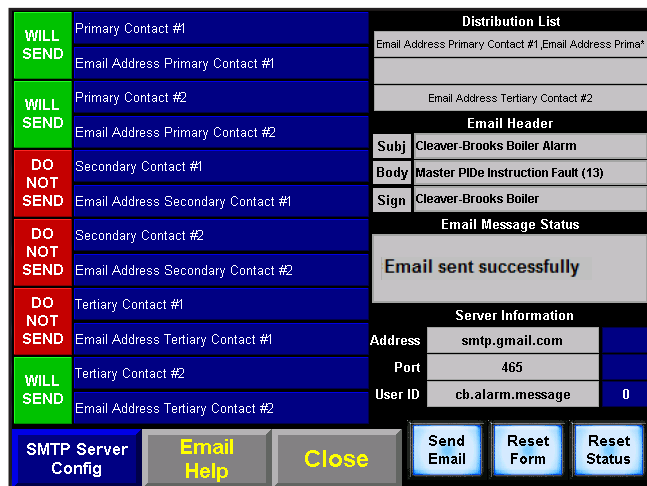 WILL SEND
Primary Contact #1
Email Address Primary Contact #1
WILL SEND
Primary Contact #2
Email Address Primary Contact #2
DO NOT SEND
Secondary Contact #1
Email Address Secondary Contact #1
DO NOT SEND
Secondary Contact #2
Email Address Secondary Contact #2
DO NOT SEND
Tertiary Contact #1
Email Address Tertiary Contact #1
WILL SEND
Tertiary Contact #2
Email Address Tertiary Contact #2
Distribution List
Email Address Primary Contact #1,Email Address Prima*
Email Address Tertiary Contact #2
Email Header
Subj Cleaver-Brooks Boiler Alarm
Body Master PIDe Instruction Fault (13)
Sign Cleaver-Brooks Boiler
Email Message Status
Email sent successfully
Server Information
Address smtp.gmail.com
Port 465
User ID cb.alarm.message 0
SMTP Server Config
Email Help
Close
Send Email
Reset Form
Reset Status